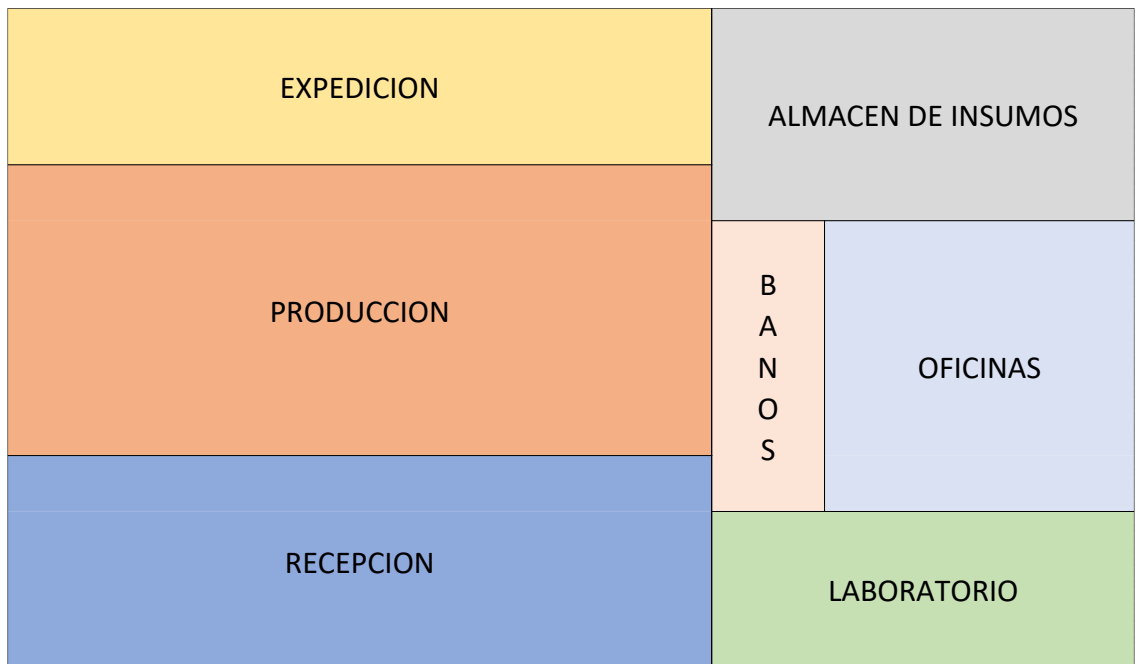 EXPEDICION
ALMACEN DE INSUMOS
PRODUCCION
B
A
N
O
S
OFICINAS
RECEPCION
LABORATORIO